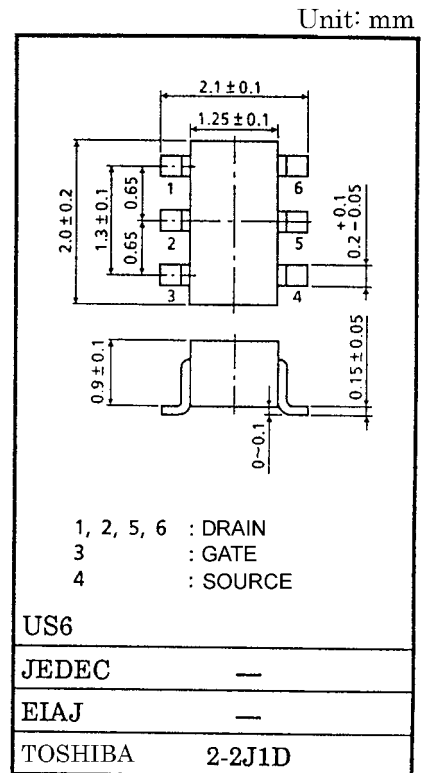 Unit: mm
2.1±0.1
1.25±0.1
1
6
2
5
3
4
2.0±0.2
1.3±0.1
0.65
0.65
+0.1
0.2-0.05
0.9±0.1
0.15±0.05
0~0.1
1, 2, 5, 6 : DRAIN
3 : GATE
4 : SOURCE
US6
JEDEC —
EIAJ —
TOSHIBA 2-2J1D